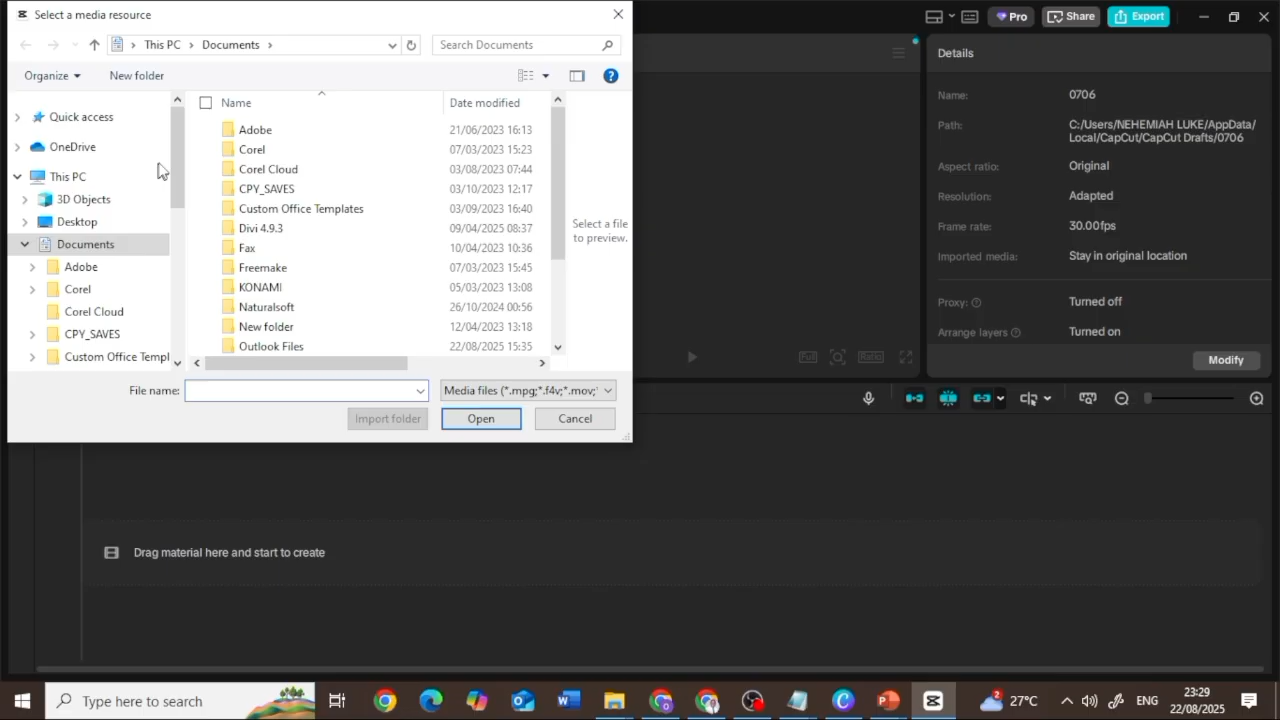 Select a media resource
This PC > Documents >
Search Documents
Organize
New folder
Quick access
OneDrive
This PC
3D Objects
Desktop
Documents
Adobe
Corel
Corel Cloud
CPY_SAVES
Custom Office Templ
Name
Date modified
Adobe 21/06/2023 16:13
Corel 07/03/2023 15:23
Corel Cloud 03/08/2023 07:44
CPY_SAVES 03/10/2023 12:17
Custom Office Templates 03/09/2023 16:40
Divi 4.9.3 09/04/2025 08:37
Fax 10/04/2023 10:36
Freemake 07/03/2023 15:45
KONAMI 05/03/2023 13:08
Naturalsoft 26/10/2024 00:56
New folder 12/04/2023 13:18
Outlook Files 22/08/2025 15:35
Select a file
to preview.
File name:
Media files (*.mpg;*.f4v;*.mov;*
Import folder
Open
Cancel
Pro
Share
Export
Details
Name: 0706
Path: C:/Users/NEHEMIAH LUKE/AppData/
Local/CapCut/CapCut Drafts/0706
Aspect ratio: Original
Resolution: Adapted
Frame rate: 30.00fps
Imported media: Stay in original location
Proxy: Turned off
Arrange layers Turned on
Full
Ratio
Modify
Drag material here and start to create
Type here to search
2
27°C
ENG
23:29
22/08/2025